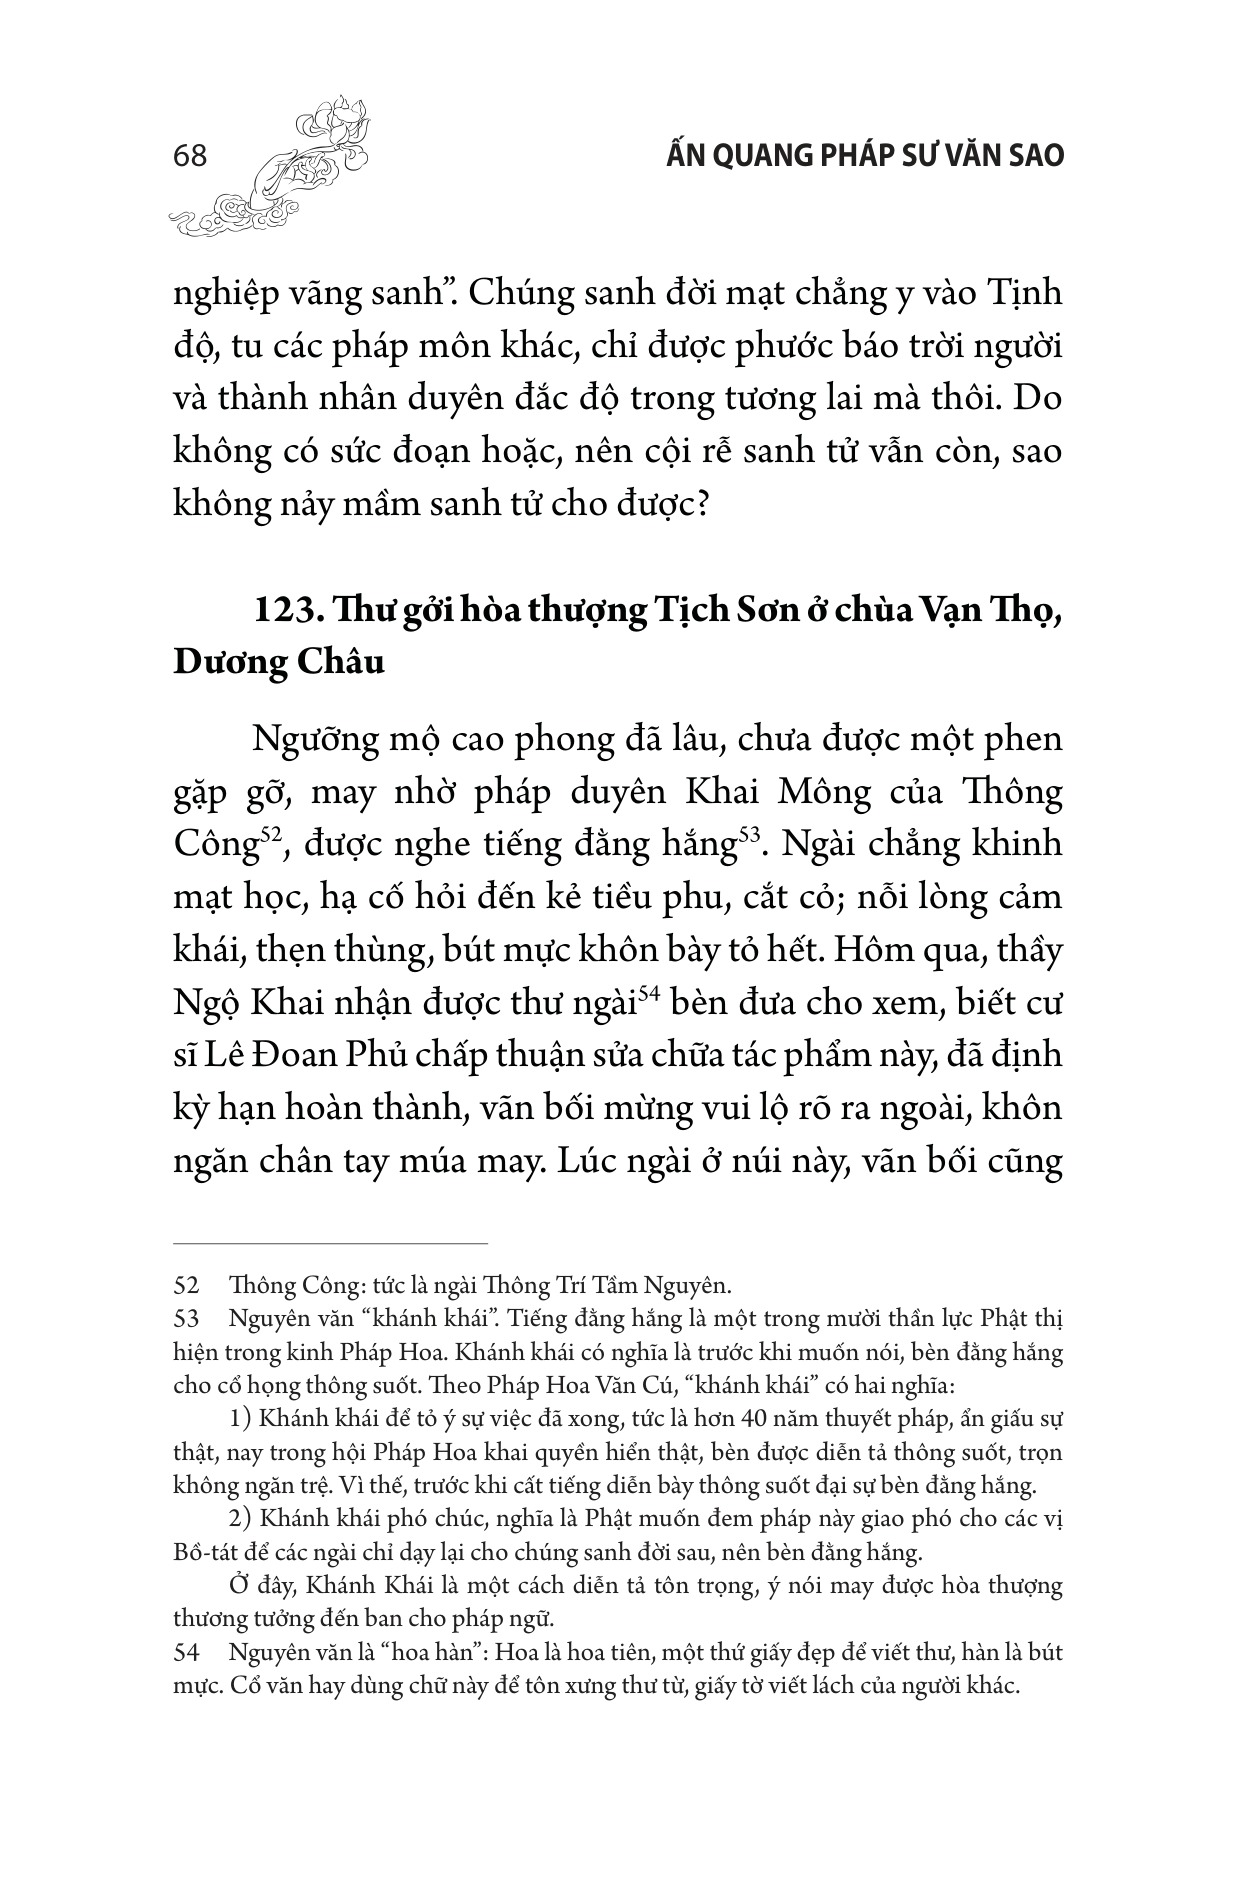 68
ẤN QUANG PHÁP SƯ VĂN SAO
nghiệp vãng sanh”. Chúng sanh đời mạt chẳng y vào Tịnh
độ, tu các pháp môn khác, chỉ được phước báo trời người
và thành nhân duyên đắc độ trong tương lai mà thôi. Do
không có sức đoạn hoặc, nên cội rễ sanh tử vẫn còn, sao
không nảy mầm sanh tử cho được?
123. Thư gởi hòa thượng Tịch Sơn ở chùa Vạn Thọ,
Dương Châu
Ngưỡng mộ cao phong đã lâu, chưa được một phen
gặp gỡ, may nhờ pháp duyên Khai Mông của Thông
Công52, được nghe tiếng đằng hắng53. Ngài chẳng khinh
mạt học, hạ cố hỏi đến kẻ tiều phu, cắt cỏ; nỗi lòng cảm
khái, thẹn thùng, bút mực khôn bày tỏ hết. Hôm qua, thầy
Ngộ Khai nhận được thư ngài54 bèn đưa cho xem, biết cư
sĩ Lê Đoan Phủ chấp thuận sửa chữa tác phẩm này, đã định
kỳ hạn hoàn thành, vãn bối mừng vui lộ rõ ra ngoài, khôn
ngăn chân tay múa may. Lúc ngài ở núi này, vãn bối cũng
52 Thông Công: tức là ngài Thông Trí Tầm Nguyên.
53 Nguyên văn “khánh khái”. Tiếng đằng hắng là một trong mười thần lực Phật thị
hiện trong kinh Pháp Hoa. Khánh khái có nghĩa là trước khi muốn nói, bèn đằng hắng
cho cổ họng thông suốt. Theo Pháp Hoa Văn Cú, “khánh khái” có hai nghĩa:
1) Khánh khái để tỏ ý sự việc đã xong, tức là hơn 40 năm thuyết pháp, ẩn giấu sự
thật, nay trong hội Pháp Hoa khai quyền hiển thật, bèn được diễn tả thông suốt, trọn
không ngăn trệ. Vì thế, trước khi cất tiếng diễn bày thông suốt đại sự bèn đằng hắng.
2) Khánh khái phó chúc, nghĩa là Phật muốn đem pháp này giao phó cho các vị
Bồ-tát để các ngài chỉ dạy lại cho chúng sanh đời sau, nên bèn đằng hắng.
Ở đây, Khánh Khái là một cách diễn tả tôn trọng, ý nói may được hòa thượng
thương tưởng đến ban cho pháp ngữ.
54 Nguyên văn là “hoa hàn”: Hoa là hoa tiên, một thứ giấy đẹp để viết thư, hàn là bút
mực. Cổ văn hay dùng chữ này để tôn xưng thư từ, giấy tờ viết lách của người khác.